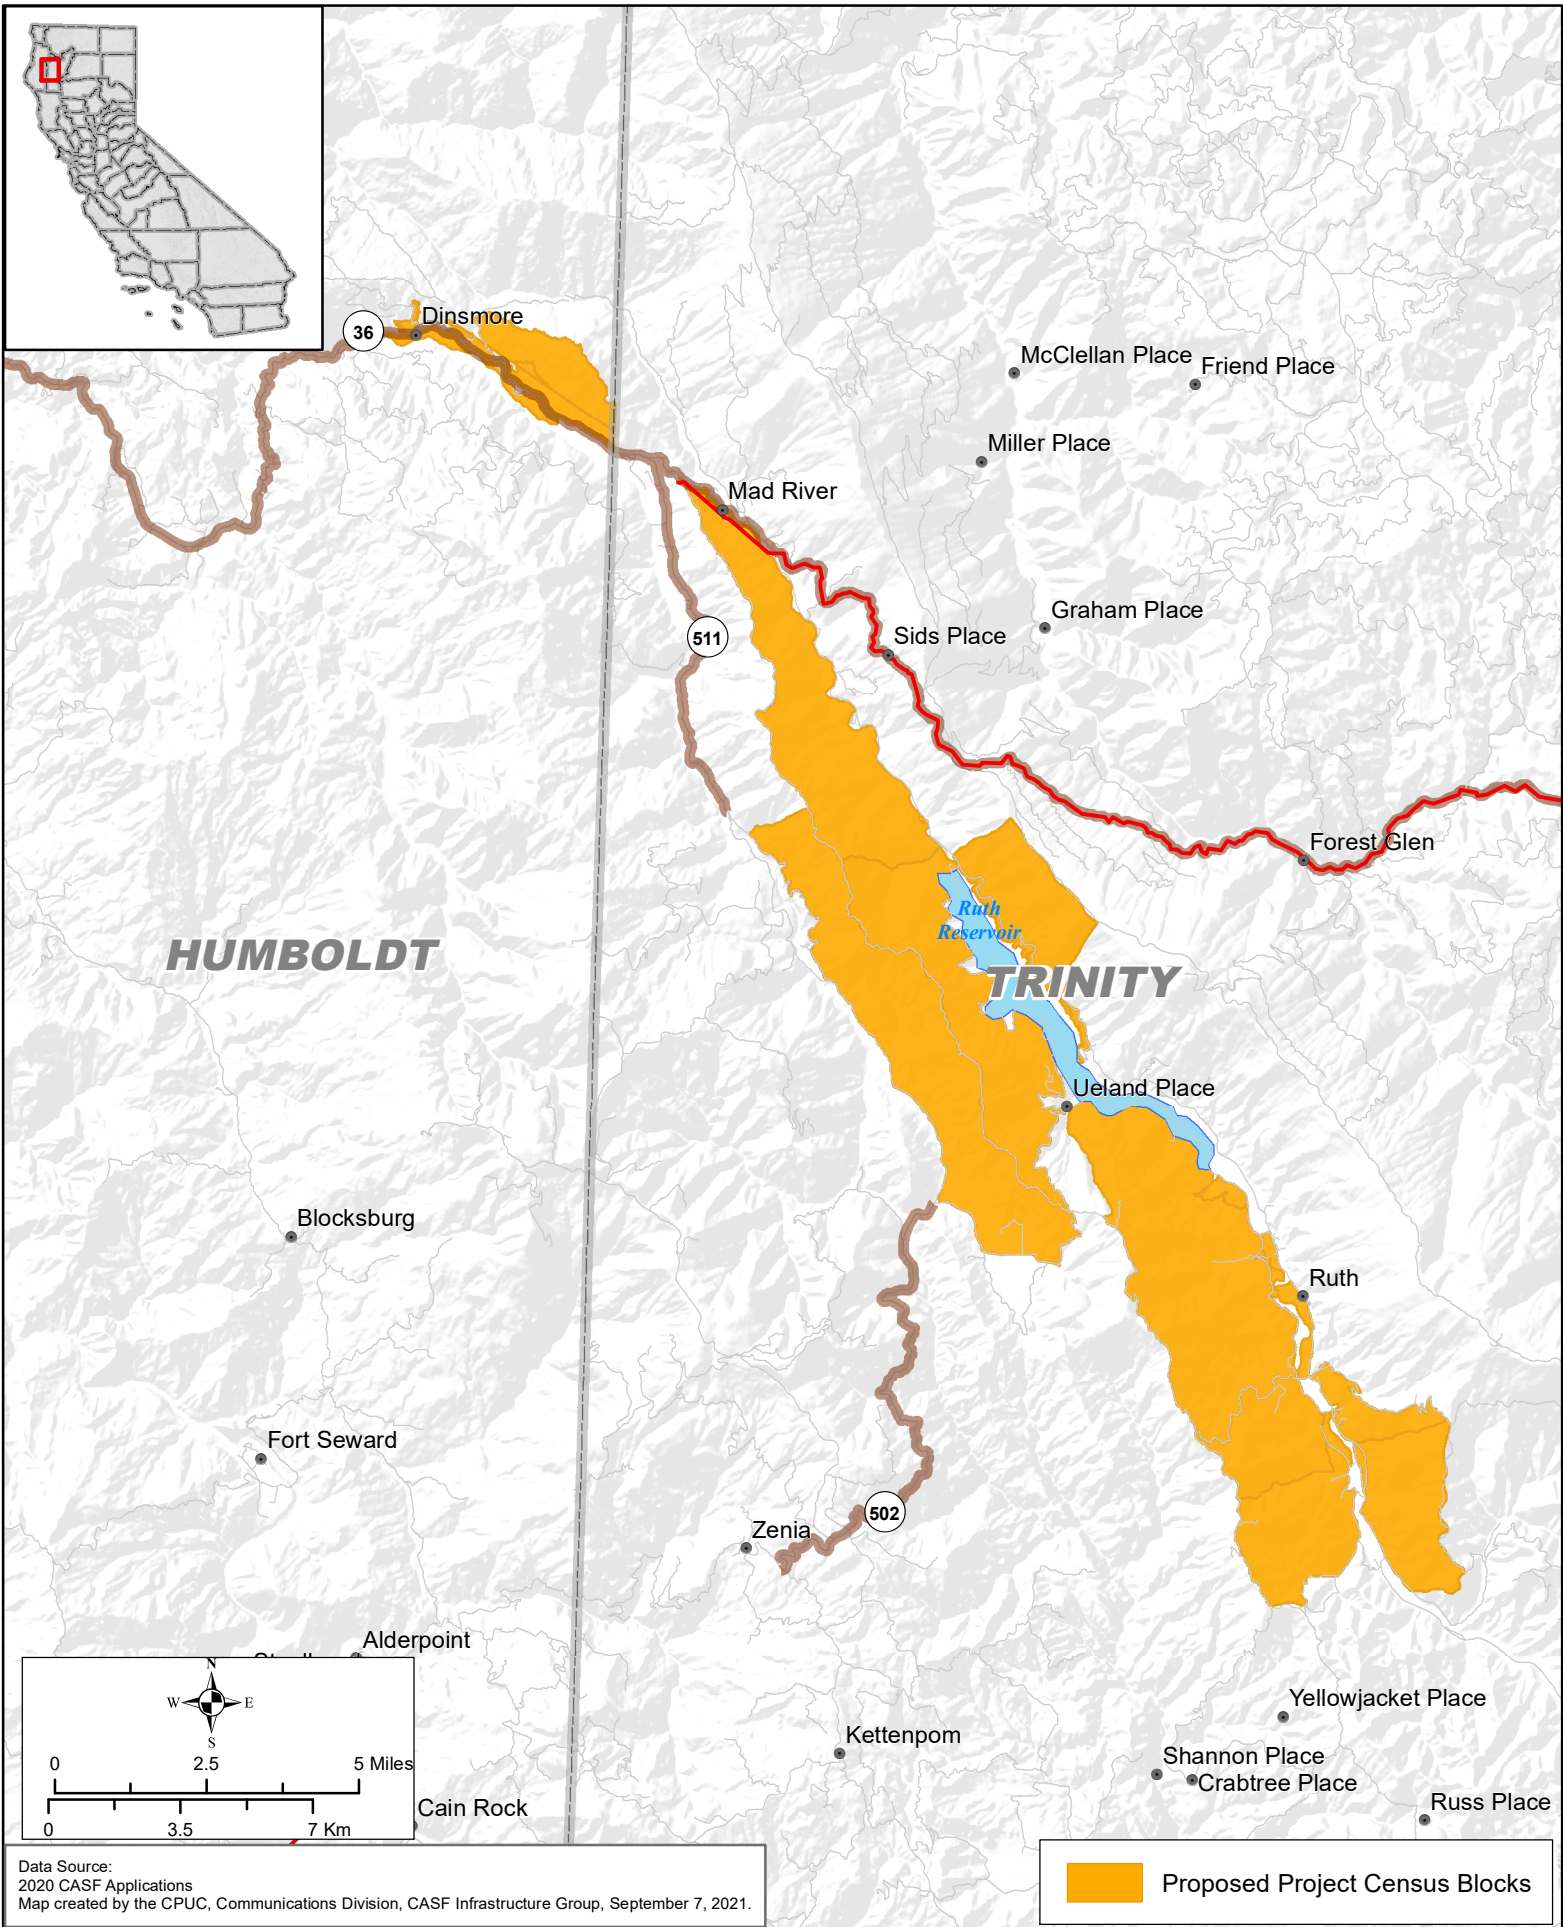 Dinsmore
36
McClellan Place
Friend Place
Miller Place
Mad River
Graham Place
511
Sids Place
Forest Glen
Ruth
Reservoir
HUMBOLDT
TRINITY
Ueland Place
Blocksburg
Ruth
Fort Seward
502
Zenia
Alderpoint
N
W E
S
Yellowjacket Place
Kettenpom
Shannon Place
Crabtree Place
Russ Place
0 2.5 5 Miles
0 3.5 7 Km
Cain Rock
Data Source:
2020 CASF Applications
Map created by the CPUC, Communications Division, CASF Infrastructure Group, September 7, 2021.
Proposed Project Census Blocks